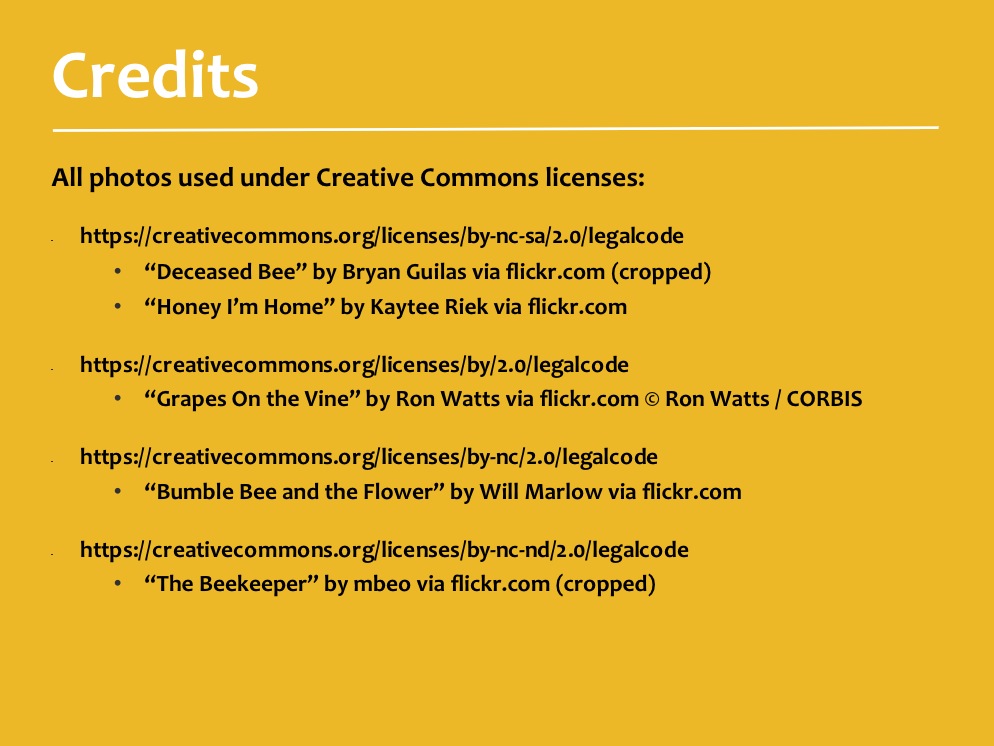 Credits
All photos used under Creative Commons licenses:
https://creativecommons.org/licenses/by-nc-sa/2.0/legalcode
• “Deceased Bee” by Bryan Guilas via flickr.com (cropped)
• “Honey I’m Home” by Kaytee Riek via flickr.com
https://creativecommons.org/licenses/by/2.0/legalcode
• “Grapes On the Vine” by Ron Watts via flickr.com © Ron Watts / CORBIS
https://creativecommons.org/licenses/by-nc/2.0/legalcode
• “Bumble Bee and the Flower” by Will Marlow via flickr.com
https://creativecommons.org/licenses/by-nc-nd/2.0/legalcode
• “The Beekeeper” by mbeo via flickr.com (cropped)